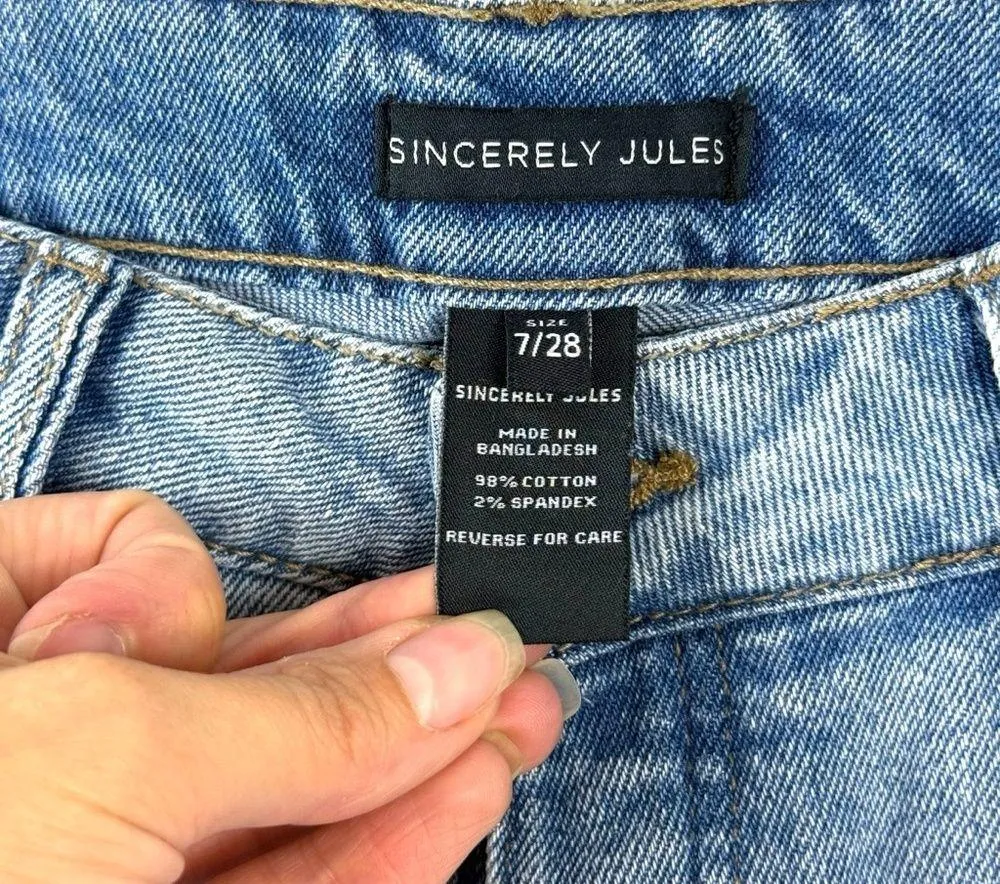 SINCERELY JULES
SIZE
7/28
SINCERELY JULES
MADE IN
BANGLADESH
98% COTTON
2% SPANDEX
REVERSE FOR CARE